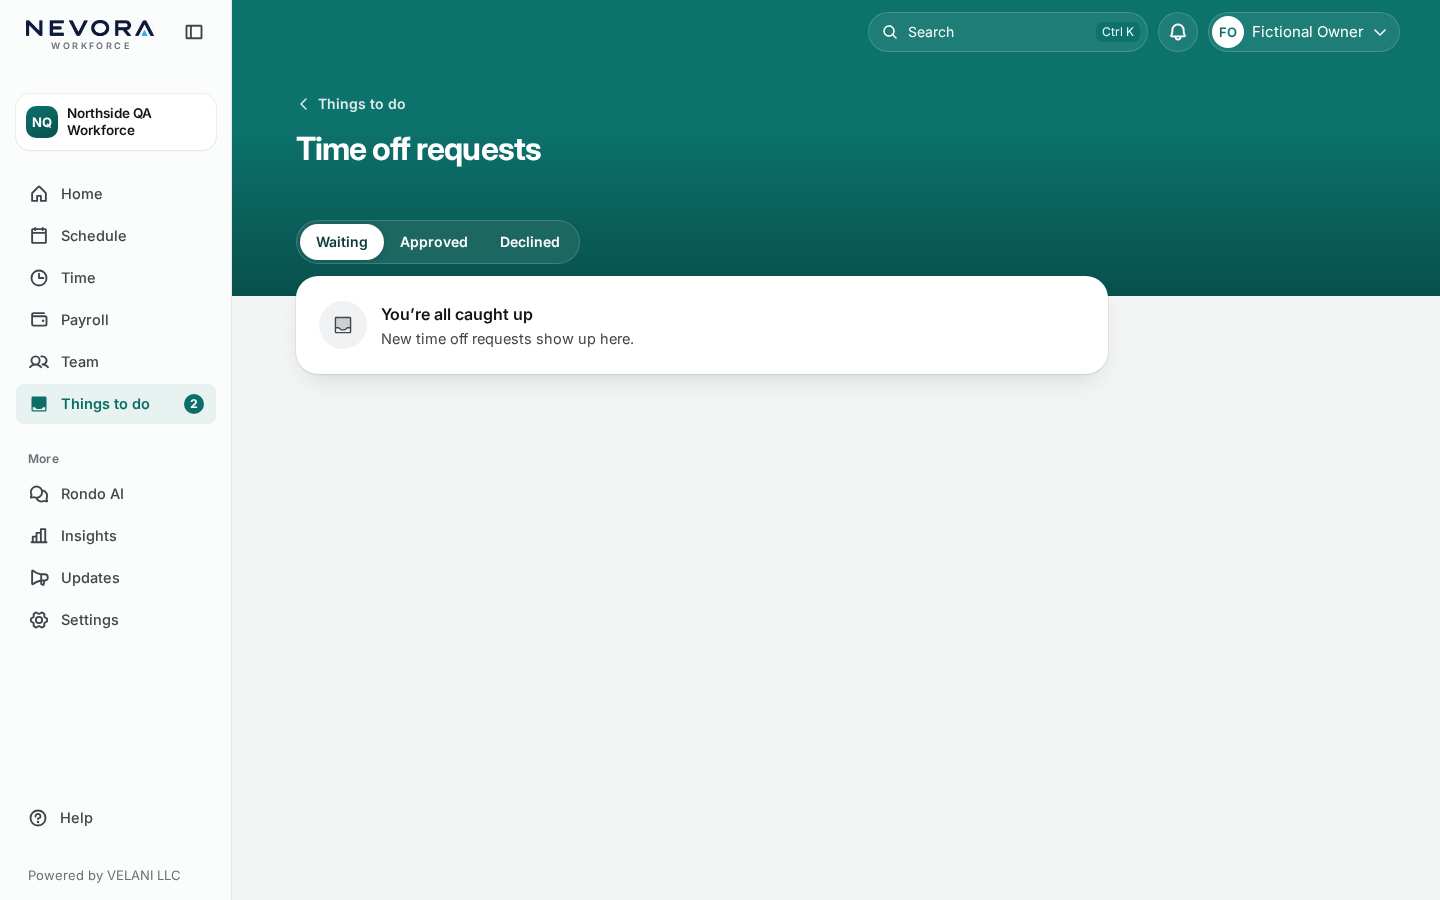 NEVORA
WORKFORCE
NQ
Northside QA
Workforce
Home
Schedule
Time
Payroll
Team
Things to do
2
More
Rondo AI
Insights
Updates
Settings
Help
Powered by VELANI LLC
Search
Ctrl K
FO
Fictional Owner
Things to do
Time off requests
Waiting
Approved
Declined
You’re all caught up
New time off requests show up here.